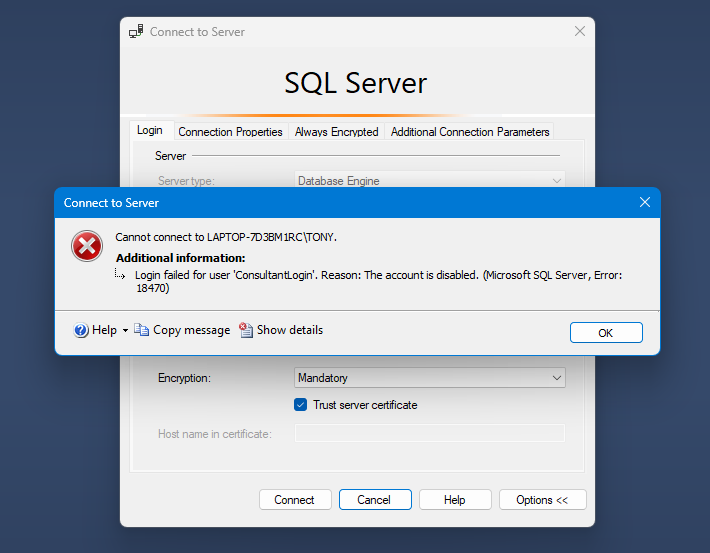 Connect to Server
SQL Server
Login Connection Properties Always Encrypted Additional Connection Parameters
Server
Server type: Database Engine
Connect to Server
Cannot connect to LAPTOP-7D3BM1RC\TONY.
Additional information:
Login failed for user 'ConsultantLogin'. Reason: The account is disabled. (Microsoft SQL Server, Error:
18470)
Help Copy message Show details OK
Encryption: Mandatory
Trust server certificate
Host name in certificate:
Connect Cancel Help Options <<